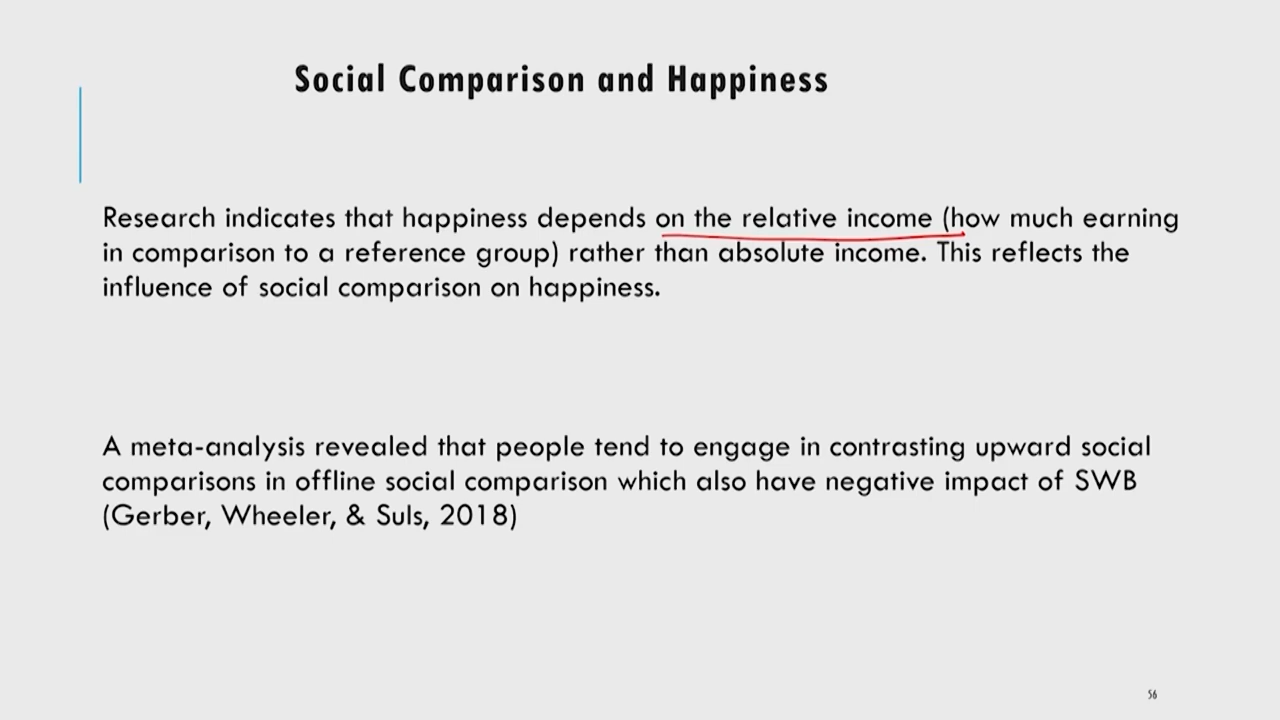 Social Comparison and Happiness
Research indicates that happiness depends on the relative income (how much earning
in comparison to a reference group) rather than absolute income. This reflects the
influence of social comparison on happiness.
A meta-analysis revealed that people tend to engage in contrasting upward social
comparisons in offline social comparison which also have negative impact of SWB
(Gerber, Wheeler, & Suls, 2018)
56